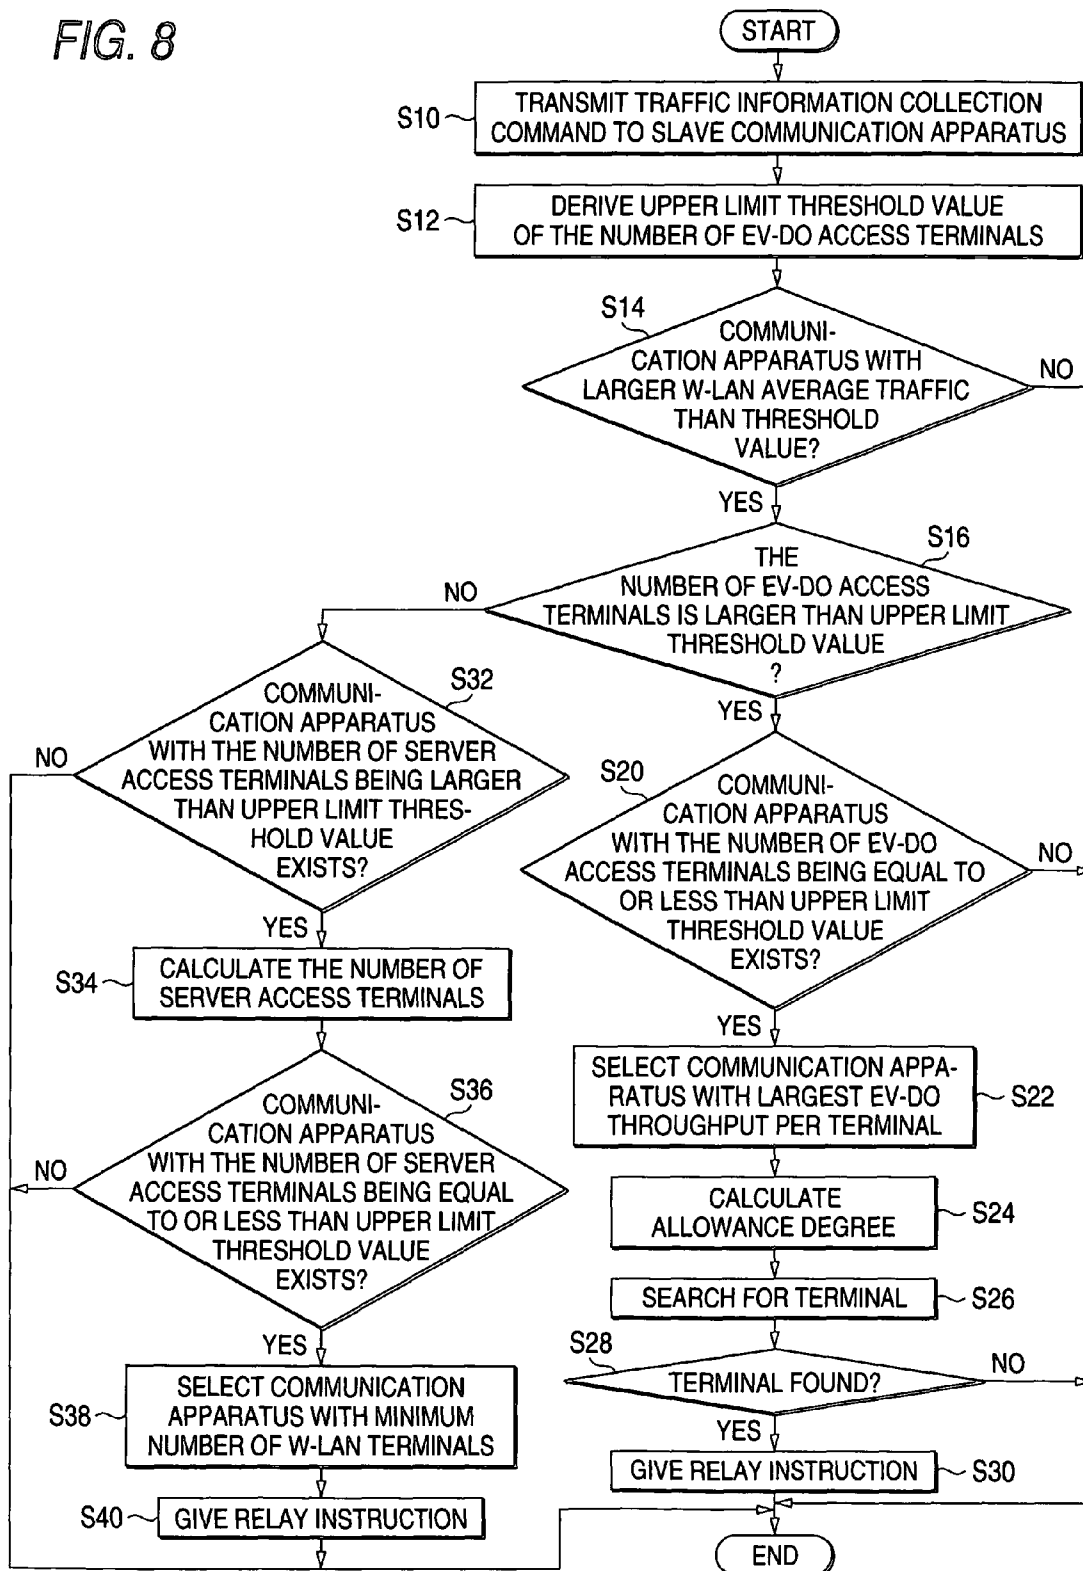 FIG. 8
START
S10
TRANSMIT TRAFFIC INFORMATION COLLECTION
COMMAND TO SLAVE COMMUNICATION APPARATUS
S12
DERIVE UPPER LIMIT THRESHOLD VALUE
OF THE NUMBER OF EV-DO ACCESS TERMINALS
S14
COMMUNI-
CATION APPARATUS WITH
LARGER W-LAN AVERAGE TRAFFIC
THAN THRESHOLD
VALUE?
NO
YES
S16
THE
NUMBER OF EV-DO ACCESS
TERMINALS IS LARGER THAN UPPER LIMIT
THRESHOLD VALUE
?
NO
YES
S32
COMMUNI-
CATION APPARATUS
WITH THE NUMBER OF SERVER
ACCESS TERMINALS BEING LARGER
THAN UPPER LIMIT THRES-
HOLD VALUE
EXISTS?
NO
YES
S34
CALCULATE THE NUMBER OF
SERVER ACCESS TERMINALS
S36
COMMUNI-
CATION APPARATUS
WITH THE NUMBER OF SERVER
ACCESS TERMINALS BEING EQUAL
TO OR LESS THAN UPPER LIMIT
THRESHOLD VALUE
EXISTS?
NO
YES
S38
SELECT COMMUNICATION
APPARATUS WITH MINIMUM
NUMBER OF W-LAN TERMINALS
S40
GIVE RELAY INSTRUCTION
S20
COMMUNI-
CATION APPARATUS
WITH THE NUMBER OF EV-DO
ACCESS TERMINALS BEING EQUAL TO
OR LESS THAN UPPER LIMIT
THRESHOLD VALUE
EXISTS?
NO
YES
SELECT COMMUNICATION APPA-
RATUS WITH LARGEST EV-DO
THROUGHPUT PER TERMINAL
S22
CALCULATE
ALLOWANCE DEGREE
S24
SEARCH FOR TERMINAL
S26
S28
TERMINAL FOUND?
NO
YES
GIVE RELAY INSTRUCTION
S30
END